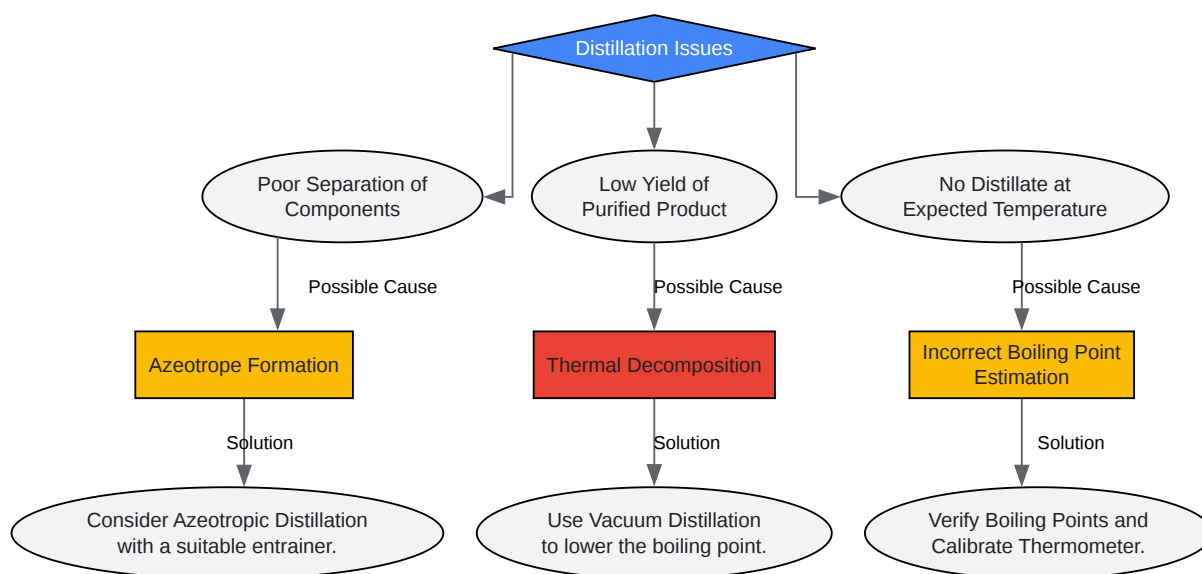 Distillation Issues
Poor Separation of
Components
Low Yield of
Purified Product
No Distillate at
Expected Temperature
Possible Cause
Possible Cause
Possible Cause
Azeotrope Formation
Thermal Decomposition
Incorrect Boiling Point
Estimation
Solution
Solution
Solution
Consider Azeotropic Distillation
with a suitable entrainer.
Use Vacuum Distillation
to lower the boiling point.
Verify Boiling Points and
Calibrate Thermometer.